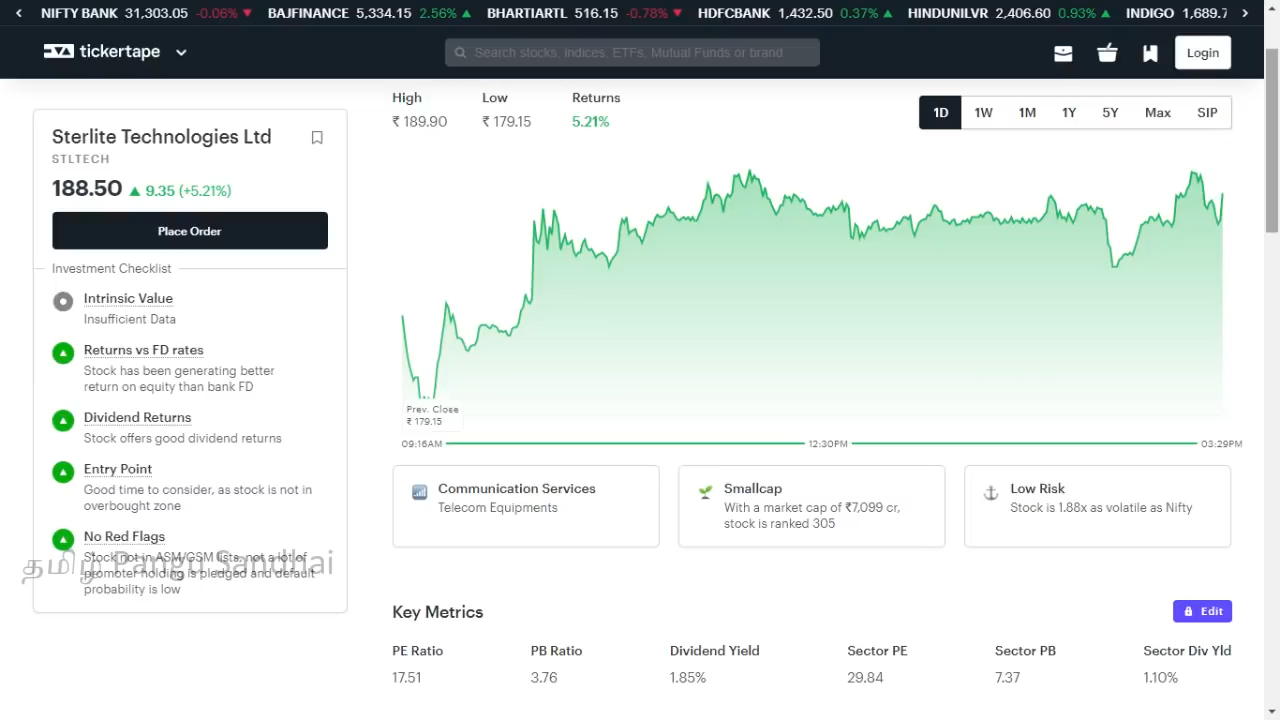 NIFTY BANK 31,303.05 -0.06% BAJFINANCE 5,334.15 2.56% BHARTIARTL 516.15 -0.78% HDFCBANK 1,432.50 0.37% HINDUNILVR 2,406.60 0.93% INDIGO 1,689.7
tickertape
Search stocks, indices, ETFs, Mutual Funds or brand
Login
Sterlite Technologies Ltd
STLTECH
188.50 9.35 (+5.21%)
Place Order
Investment Checklist
Intrinsic Value
Insufficient Data
Returns vs FD rates
Stock has been generating better
return on equity than bank FD
Dividend Returns
Stock offers good dividend returns
Entry Point
Good time to consider, as stock is not in
overbought zone
No Red Flags
Stock not in ASM/GSM lists, not a lot of
promoter holding is pledged and default
probability is low
தமிழ் Pangu Sandhai
High Low Returns
₹ 189.90 ₹ 179.15 5.21%
1D 1W 1M 1Y 5Y Max SIP
Prev. Close
₹ 179.15
09:16AM 12:30PM 03:29PM
Communication Services
Telecom Equipments
Smallcap
With a market cap of ₹7,099 cr,
stock is ranked 305
Low Risk
Stock is 1.88x as volatile as Nifty
Key Metrics
Edit
PE Ratio PB Ratio Dividend Yield Sector PE Sector PB Sector Div Yld
17.51 3.76 1.85% 29.84 7.37 1.10%